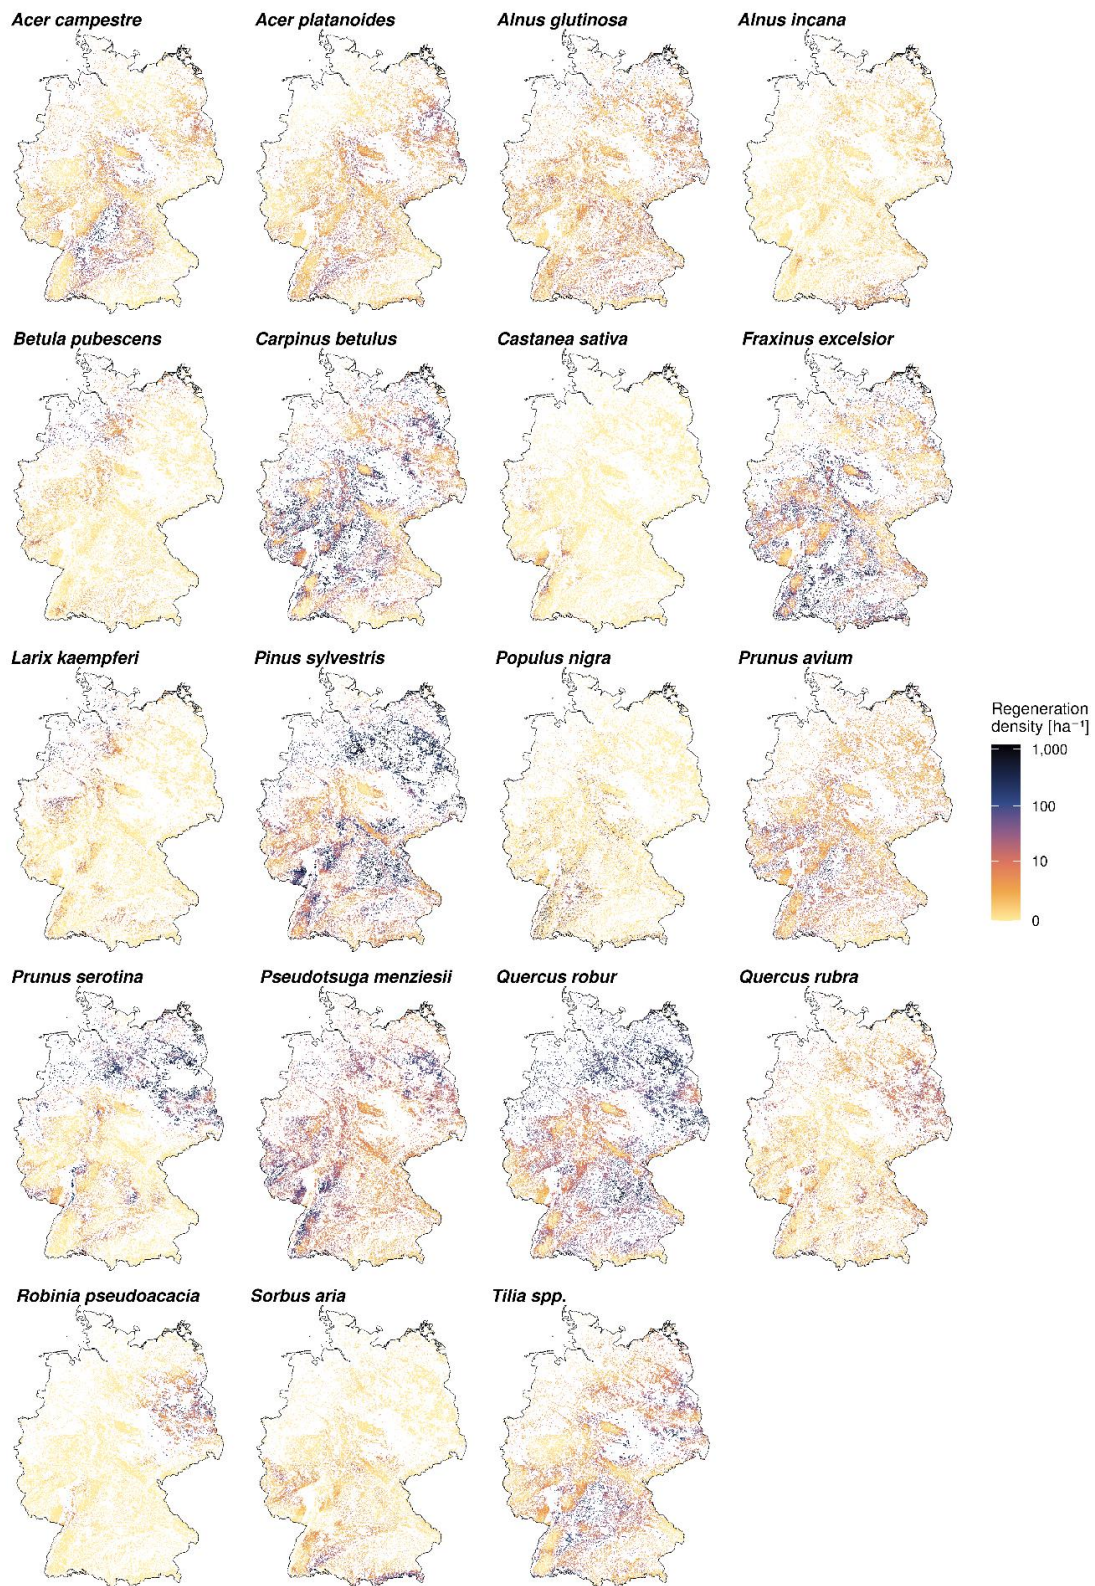 Acer campestre
Acer platanoides
Alnus glutinosa
Alnus incana
Betula pubescens
Carpinus betulus
Castanea sativa
Fraxinus excelsior
Larix kaempferi
Pinus sylvestris
Populus nigra
Prunus avium
Regeneration
density [ha⁻¹]
1,000
100
10
0
Prunus serotina
Pseudotsuga menziesii
Quercus robur
Quercus rubra
Robinia pseudoacacia
Sorbus aria
Tilia spp.